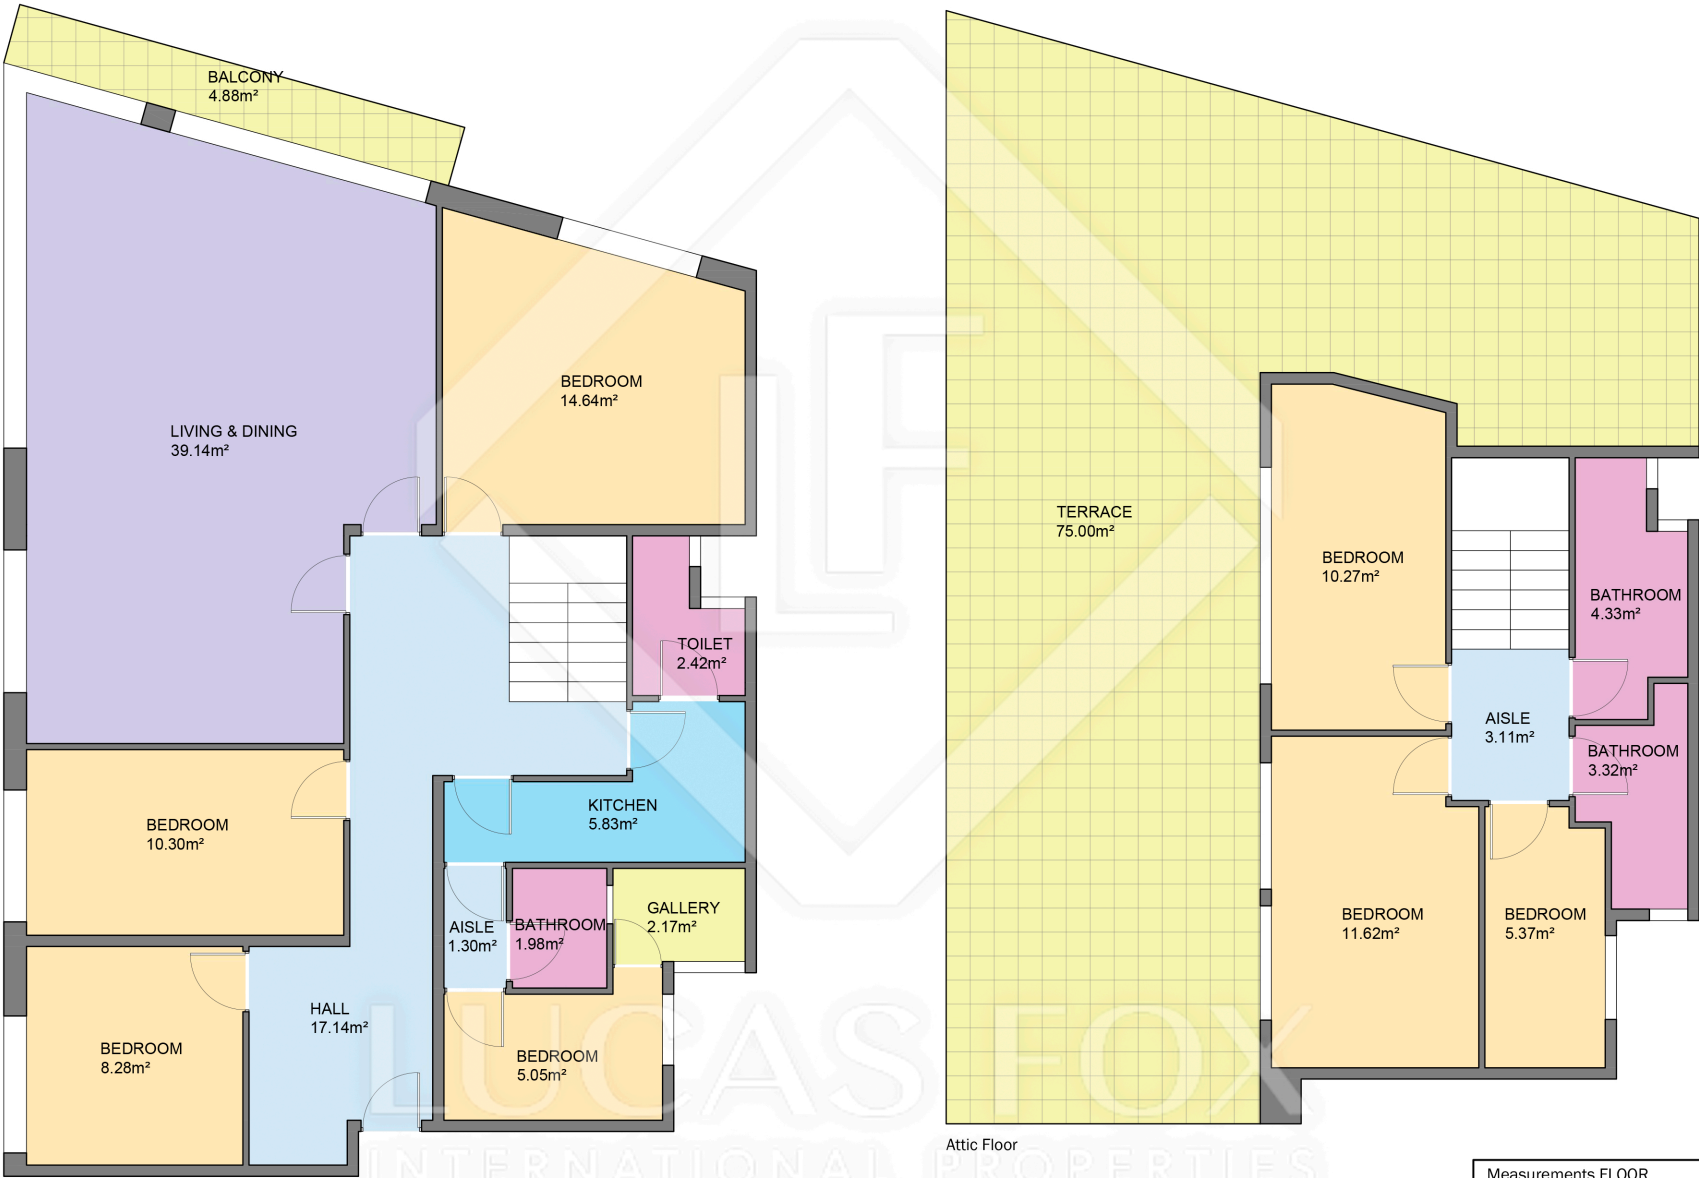 BALCONY
4.88m²
LIVING & DINING
39.14m²
BEDROOM
14.64m²
TOILET
2.42m²
KITCHEN
5.83m²
BEDROOM
10.30m²
AISLE
1.30m²
BATHROOM
1.98m²
GALLERY
2.17m²
HALL
17.14m²
BEDROOM
8.28m²
BEDROOM
5.05m²
TERRACE
75.00m²
BEDROOM
10.27m²
BATHROOM
4.33m²
AISLE
3.11m²
BATHROOM
3.32m²
BEDROOM
11.62m²
BEDROOM
5.37m²
Attic Floor
Measurements FLOOR
LF
LUCAS FOX
INTERNATIONAL PROPERTIES